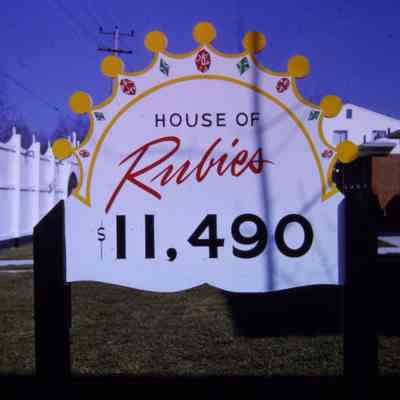 HOUSE OF
Rubies
$11,490